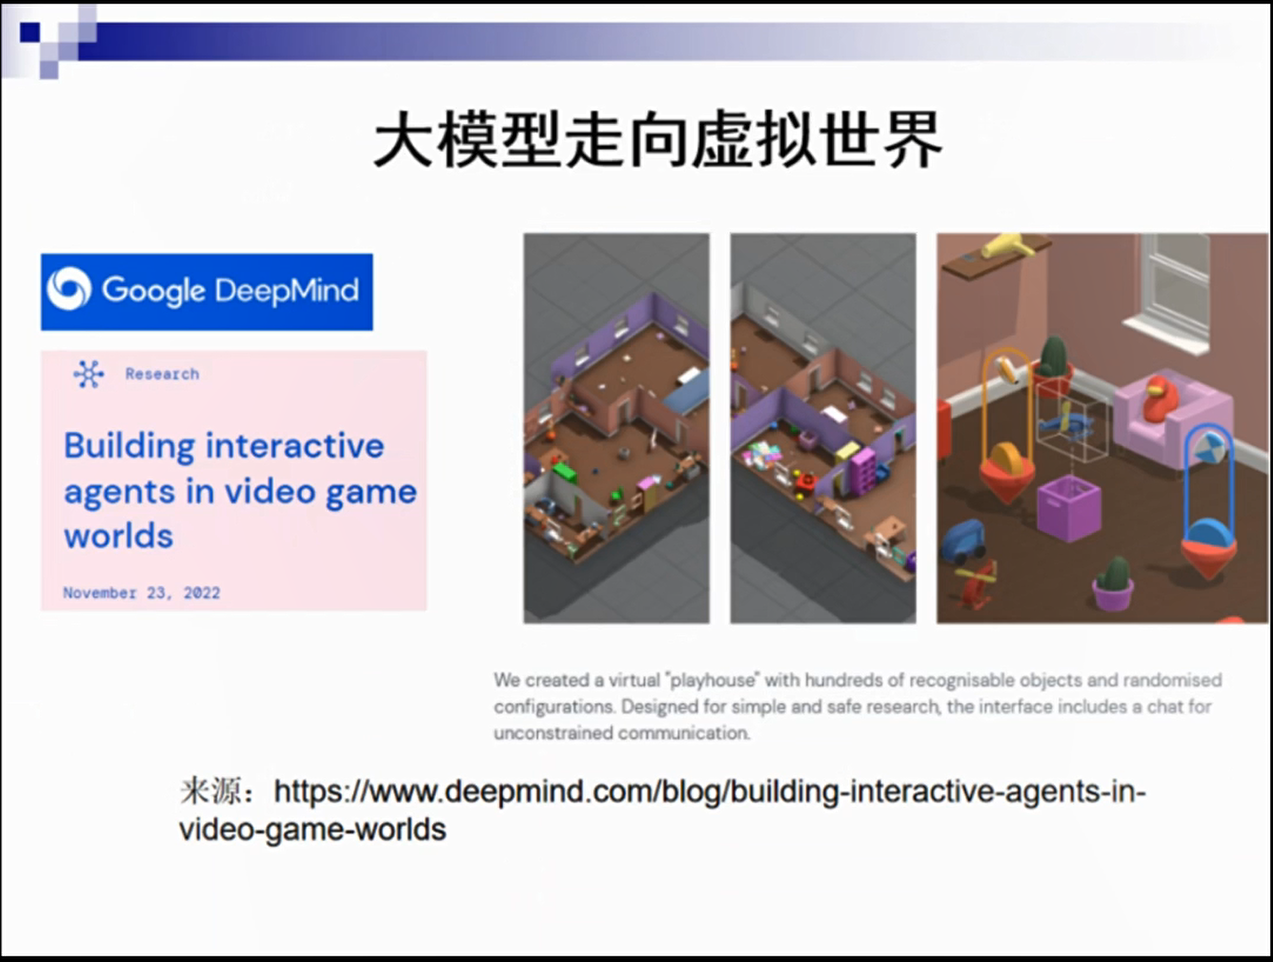 大模型走向虚拟世界
Google DeepMind
Research
Building interactive
agents in video game
worlds
November 23, 2022
We created a virtual "playhouse" with hundreds of recognisable objects and randomised
configurations. Designed for simple and safe research, the interface includes a chat for
unconstrained communication.
来源：https://www.deepmind.com/blog/building-interactive-agents-in-
video-game-worlds